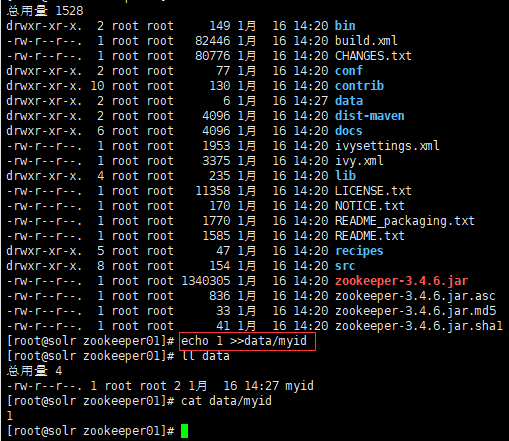 总用量 1528
drwxr-xr-x.  2 root root     149 1月  16 14:20 bin
-rw-r--r--.  1 root root   82446 1月  16 14:20 build.xml
-rw-r--r--.  1 root root   80776 1月  16 14:20 CHANGES.txt
drwxr-xr-x.  2 root root      77 1月  16 14:20 conf
drwxr-xr-x. 10 root root     130 1月  16 14:20 contrib
drwxr-xr-x.  2 root root       6 1月  16 14:27 data
drwxr-xr-x.  2 root root    4096 1月  16 14:20 dist-maven
drwxr-xr-x.  6 root root    4096 1月  16 14:20 docs
-rw-r--r--.  1 root root    1953 1月  16 14:20 ivysettings.xml
-rw-r--r--.  1 root root    3375 1月  16 14:20 ivy.xml
drwxr-xr-x.  4 root root     235 1月  16 14:20 lib
-rw-r--r--.  1 root root   11358 1月  16 14:20 LICENSE.txt
-rw-r--r--.  1 root root     170 1月  16 14:20 NOTICE.txt
-rw-r--r--.  1 root root    1770 1月  16 14:20 README_packaging.txt
-rw-r--r--.  1 root root    1585 1月  16 14:20 README.txt
drwxr-xr-x.  5 root root      47 1月  16 14:20 recipes
drwxr-xr-x.  8 root root     154 1月  16 14:20 src
-rw-r--r--.  1 root root 1340305 1月  16 14:20 zookeeper-3.4.6.jar
-rw-r--r--.  1 root root     836 1月  16 14:20 zookeeper-3.4.6.jar.asc
-rw-r--r--.  1 root root      33 1月  16 14:20 zookeeper-3.4.6.jar.md5
-rw-r--r--.  1 root root      41 1月  16 14:20 zookeeper-3.4.6.jar.sha1
[root@solr zookeeper01]# echo 1 >>data/myid
[root@solr zookeeper01]# ll data
总用量 4
-rw-r--r--. 1 root root 2 1月  16 14:27 myid
[root@solr zookeeper01]# cat data/myid
1
[root@solr zookeeper01]#